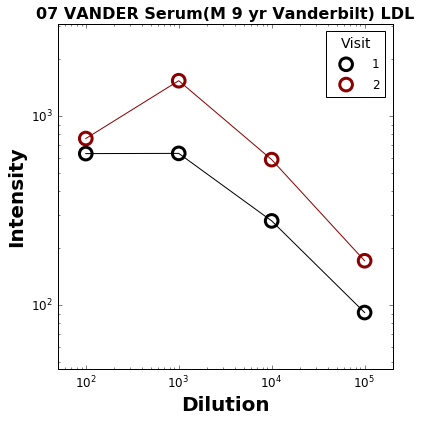 07 VANDER Serum(M 9 yr Vanderbilt) LDL
Visit
1
2
Intensity
10³
10²
10² 10³ 10⁴ 10⁵
Dilution